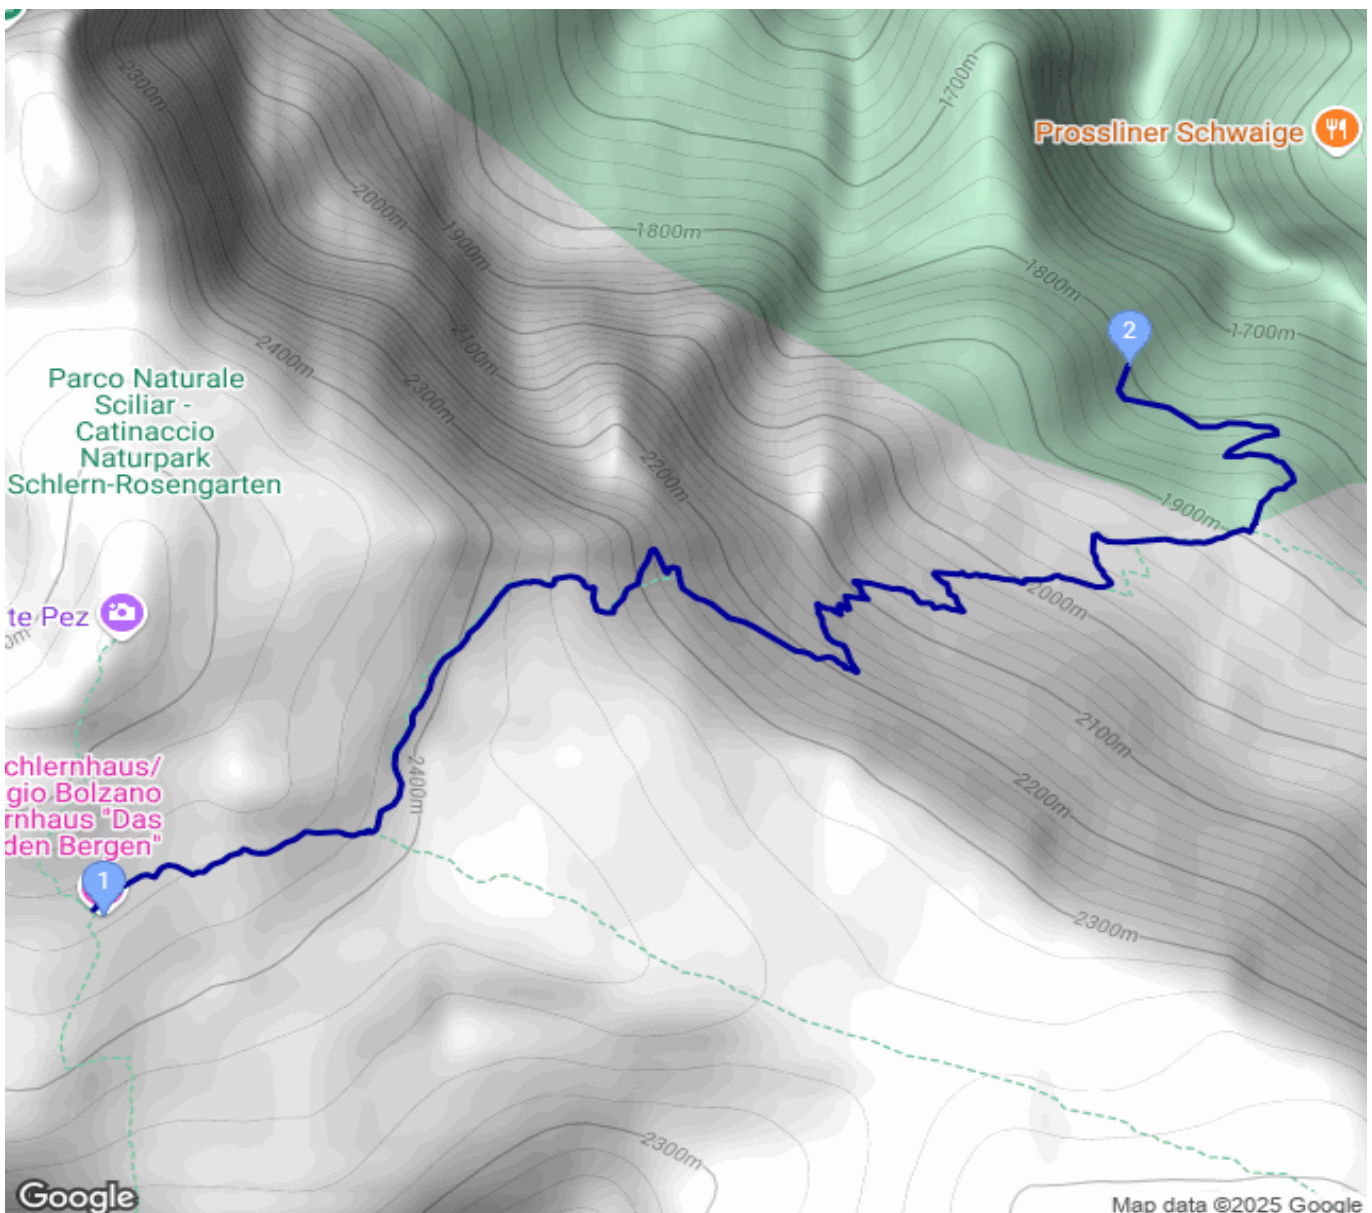 2300m
1700m
Prossliner Schwaige
2000m
1900m
1800m
1800m
1700m
2
2100m
2400m
2300m
Parco Naturale
Sciliar -
Catinaccio
Naturpark
Schlern-Rosengarten
2200m
1900m
te Pez
2000m
2100m
2400m
2200m
chlernhaus/
gio Bolzano
rnhaus "Das
den Bergen"
1
2300m
2300m
Google
Map data ©2025 Google